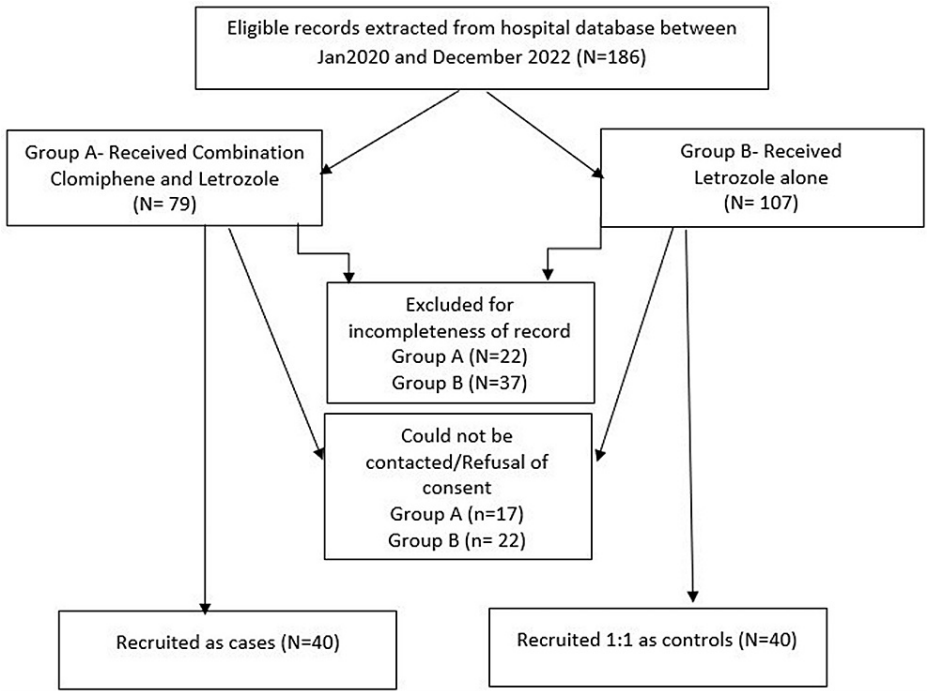 Eligible records extracted from hospital database between
Jan2020 and December 2022 (N=186)
Group A- Received Combination
Clomiphene and Letrozole
(N= 79)
Group B- Received
Letrozole alone
(N= 107)
Excluded for
incompleteness of record
Group A (N=22)
Group B (N=37)
Could not be
contacted/Refusal of
consent
Group A (n=17)
Group B (n= 22)
Recruited as cases (N=40)
Recruited 1:1 as controls (N=40)